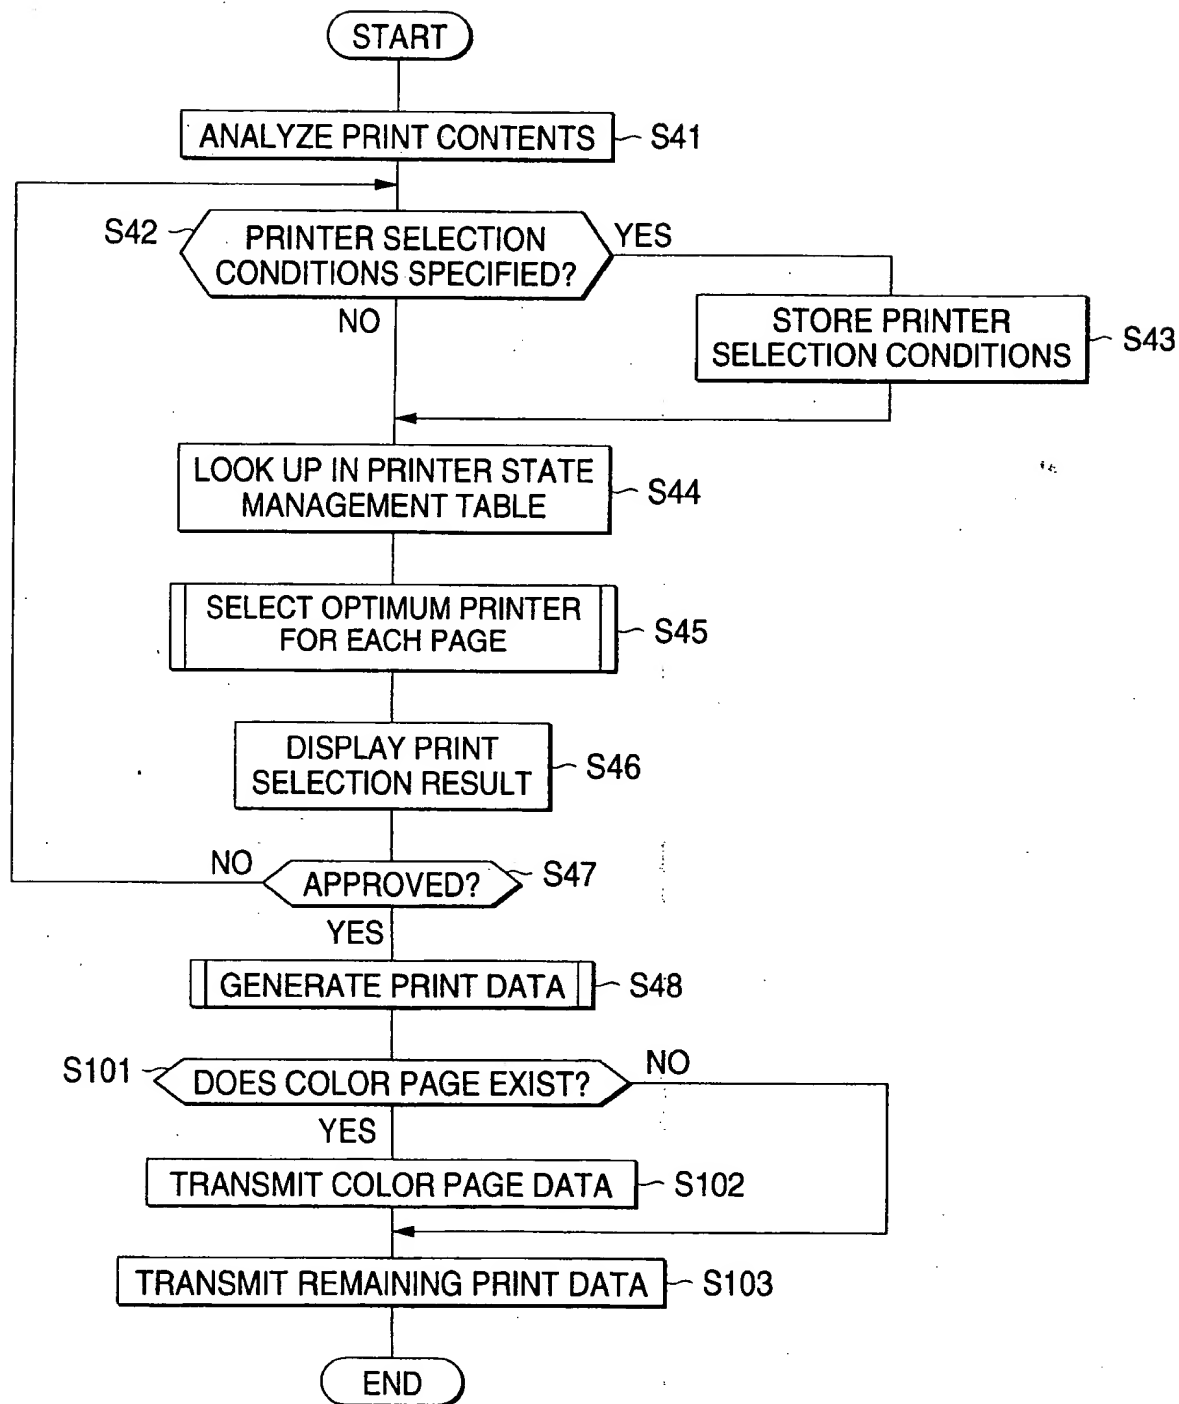 START
ANALYZE PRINT CONTENTS
S41
S42
PRINTER SELECTION
CONDITIONS SPECIFIED?
YES
NO
STORE PRINTER
SELECTION CONDITIONS
S43
LOOK UP IN PRINTER STATE
MANAGEMENT TABLE
S44
SELECT OPTIMUM PRINTER
FOR EACH PAGE
S45
DISPLAY PRINT
SELECTION RESULT
S46
NO
APPROVED?
S47
YES
GENERATE PRINT DATA
S48
S101
DOES COLOR PAGE EXIST?
NO
YES
TRANSMIT COLOR PAGE DATA
S102
TRANSMIT REMAINING PRINT DATA
S103
END